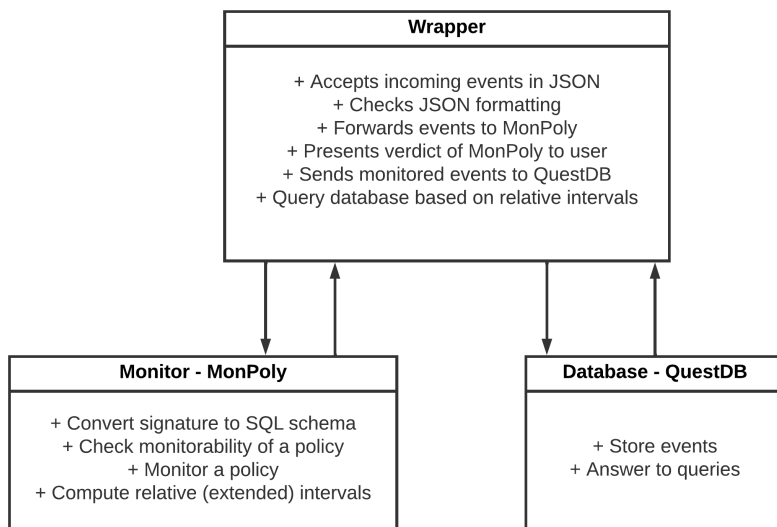 Wrapper
+ Accepts incoming events in JSON
+ Checks JSON formatting
+ Forwards events to MonPoly
+ Presents verdict of MonPoly to user
+ Sends monitored events to QuestDB
+ Query database based on relative intervals
Monitor - MonPoly
+ Convert signature to SQL schema
+ Check monitorability of a policy
+ Monitor a policy
+ Compute relative (extended) intervals
Database - QuestDB
+ Store events
+ Answer to queries